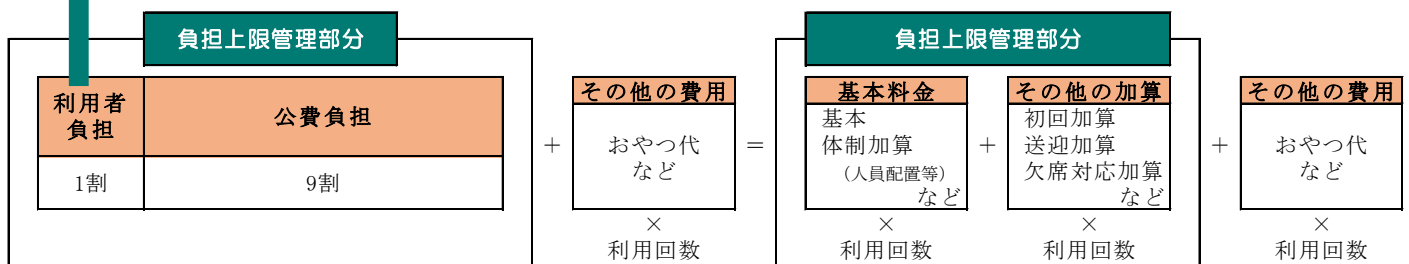 負担上限管理部分
利用者
負担
公費負担
1割
9割
+
その他の費用
おやつ代
など
×
利用回数
=
負担上限管理部分
基本料金
基本
体制加算
(人員配置等)
など
×
利用回数
+
その他の加算
初回加算
送迎加算
欠席対応加算
など
×
利用回数
+
その他の費用
おやつ代
など
×
利用回数